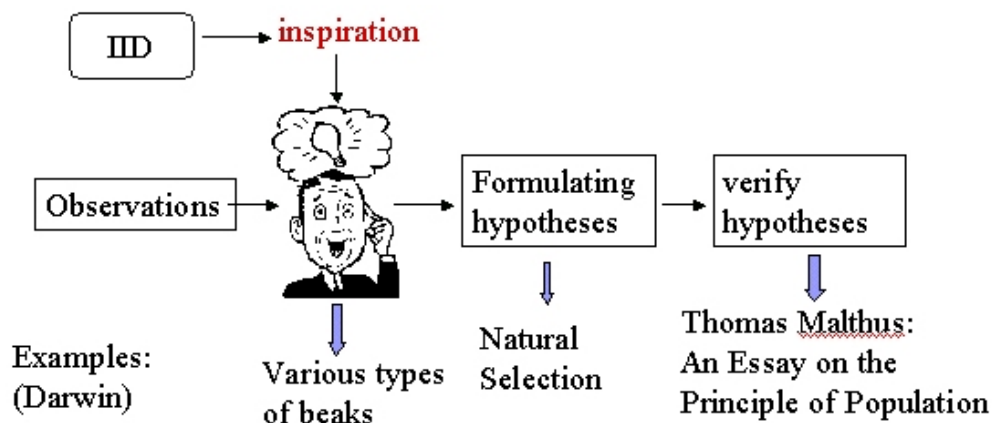 IID
inspiration
Observations
Formulating
hypotheses
verify
hypotheses
Examples:
(Darwin)
Various types
of beaks
Natural
Selection
Thomas Malthus:
An Essay on the
Principle of Population